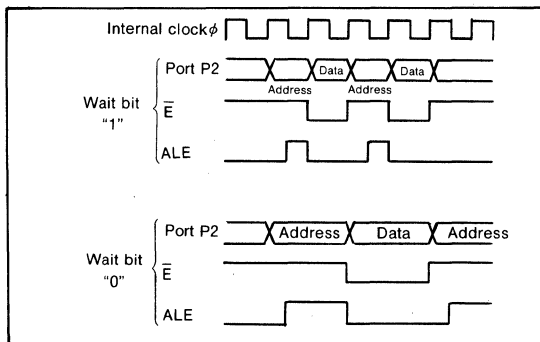 Internal clock ϕ
Port P2
Data
Data
Address
Address
Wait bit
"1"
E̅
ALE
Port P2
Address
Data
Address
Wait bit
"0"
E̅
ALE